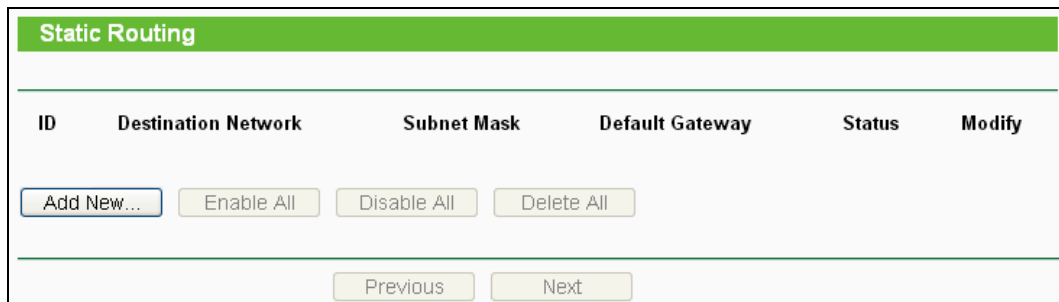 Static Routing
ID Destination Network Subnet Mask Default Gateway Status Modify
Add New... Enable All Disable All Delete All
Previous Next